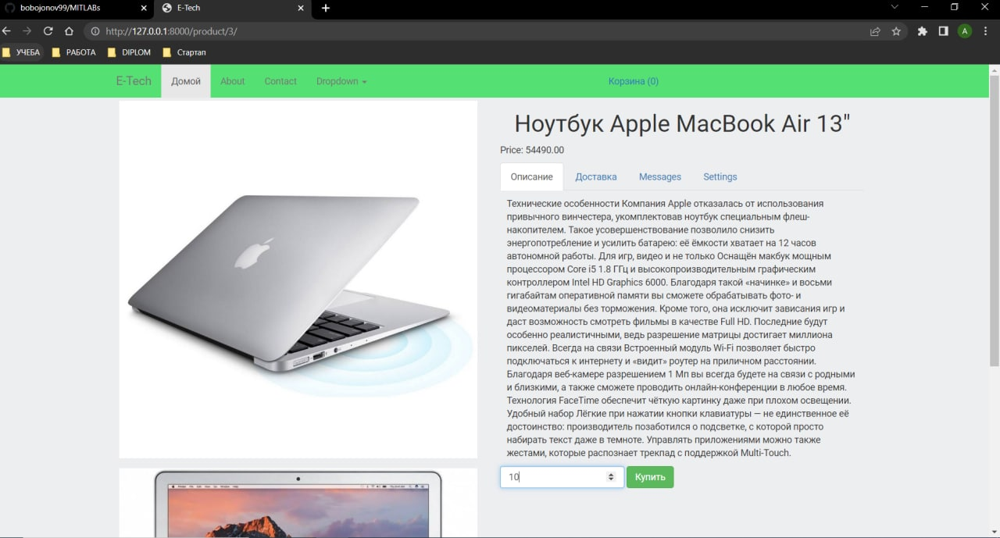 bobojonov99/MITLABs
E-Tech
http://127.0.0.1:8000/product/3/
A
УЧЕБА
РАБОТА
DIPLOM
Стартап
E-Tech
Домой
About
Contact
Dropdown
Корзина (0)
Ноутбук Apple MacBook Air 13"
Price: 54490.00
Описание
Доставка
Messages
Settings
Технические особенности Компания Apple отказалась от использования
привычного винчестера, укомплектовав ноутбук специальным флеш-
накопителем. Такое усовершенствование позволило снизить
энергопотребление и усилить батарею: её ёмкости хватает на 12 часов
автономной работы. Для игр, видео и не только Оснащён макбук мощным
процессором Core i5 1.8 ГГц и высокопроизводительным графическим
контроллером Intel HD Graphics 6000. Благодаря такой «начинке» и восьми
гигабайтам оперативной памяти вы сможете обрабатывать фото- и
видеоматериалы без торможения. Кроме того, она исключит зависания игр и
даст возможность смотреть фильмы в качестве Full HD. Последние будут
особенно реалистичными, ведь разрешение матрицы достигает миллиона
пикселей. Всегда на связи Встроенный модуль Wi-Fi позволяет быстро
подключаться к интернету и «видит» роутер на приличном расстоянии.
Благодаря веб-камере разрешением 1 Мп вы всегда будете на связи с родными
и близкими, а также сможете проводить онлайн-конференции в любое время.
Технология FaceTime обеспечит чёткую картинку даже при плохом освещении.
Удобный набор Лёгкие при нажатии кнопки клавиатуры — не единственное её
достоинство: производитель позаботился о подсветке, с которой просто
набирать текст даже в темноте. Управлять приложениями можно также
жестами, которые распознает трекпад с поддержкой Multi-Touch.
10
Купить